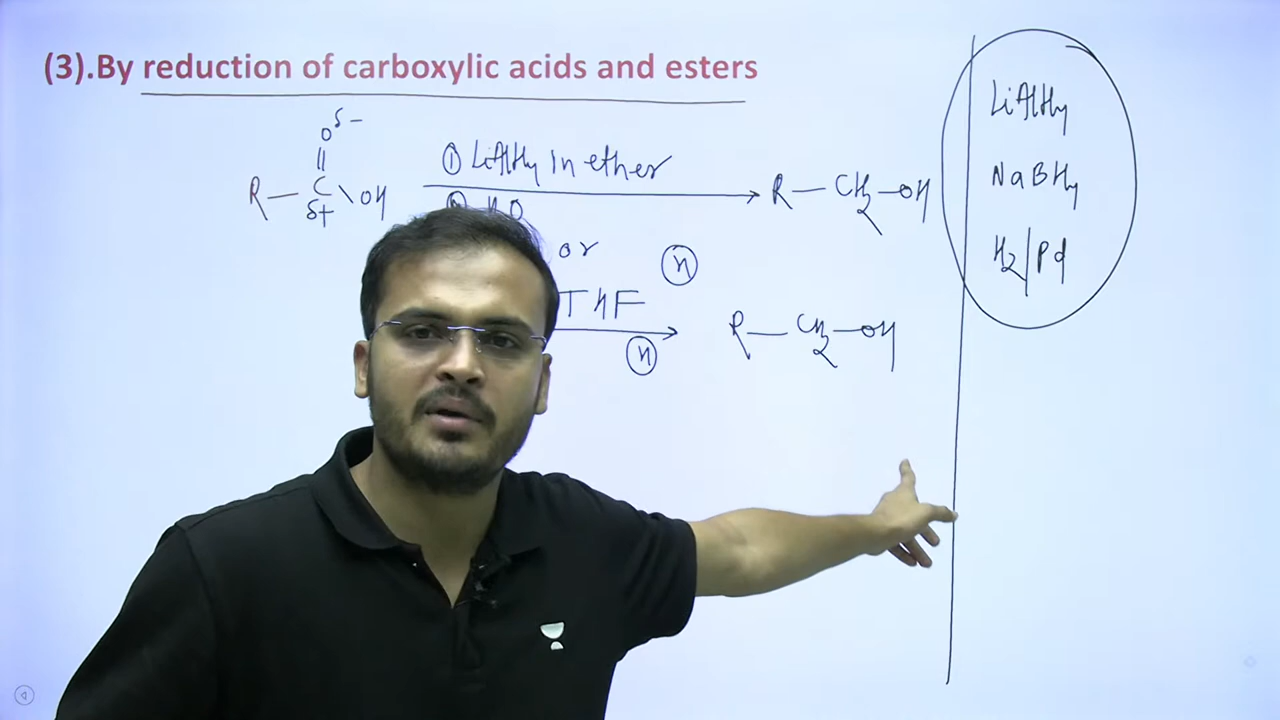 (3).By reduction of carboxylic acids and esters
O δ-
||
R — C \ OH
δ+
① LiAlH4 in ether
R — CH2 — OH
or
THF
R — CH2 — OH
LiAlH4
NaBH4
H2/Pd